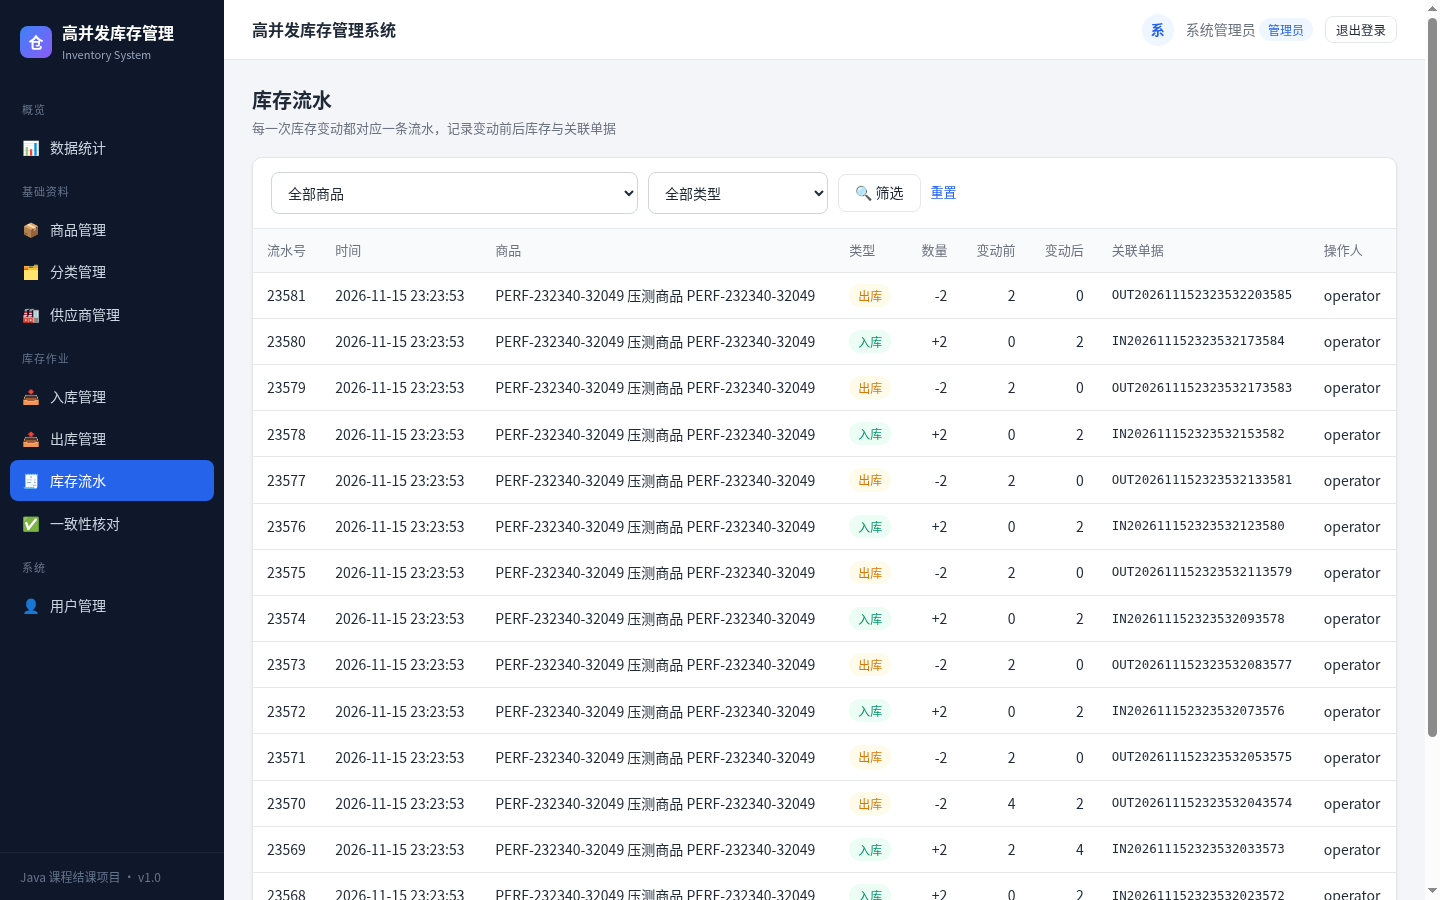 仓
高并发库存管理
Inventory System
概览
数据统计
基础资料
商品管理
分类管理
供应商管理
库存作业
入库管理
出库管理
库存流水
一致性核对
系统
用户管理
Java 课程结课项目 · v1.0
高并发库存管理系统
系 系统管理员 管理员 退出登录
库存流水
每一次库存变动都对应一条流水，记录变动前后库存与关联单据
全部商品 全部类型 筛选 重置
流水号 时间 商品 类型 数量 变动前 变动后 关联单据 操作人
23581 2026-11-15 23:23:53 PERF-232340-32049 压测商品 PERF-232340-32049 出库 -2 2 0 OUT202611152323532203585 operator
23580 2026-11-15 23:23:53 PERF-232340-32049 压测商品 PERF-232340-32049 入库 +2 0 2 IN202611152323532173584 operator
23579 2026-11-15 23:23:53 PERF-232340-32049 压测商品 PERF-232340-32049 出库 -2 2 0 OUT202611152323532173583 operator
23578 2026-11-15 23:23:53 PERF-232340-32049 压测商品 PERF-232340-32049 入库 +2 0 2 IN202611152323532153582 operator
23577 2026-11-15 23:23:53 PERF-232340-32049 压测商品 PERF-232340-32049 出库 -2 2 0 OUT202611152323532133581 operator
23576 2026-11-15 23:23:53 PERF-232340-32049 压测商品 PERF-232340-32049 入库 +2 0 2 IN202611152323532123580 operator
23575 2026-11-15 23:23:53 PERF-232340-32049 压测商品 PERF-232340-32049 出库 -2 2 0 OUT202611152323532113579 operator
23574 2026-11-15 23:23:53 PERF-232340-32049 压测商品 PERF-232340-32049 入库 +2 0 2 IN202611152323532093578 operator
23573 2026-11-15 23:23:53 PERF-232340-32049 压测商品 PERF-232340-32049 出库 -2 2 0 OUT202611152323532083577 operator
23572 2026-11-15 23:23:53 PERF-232340-32049 压测商品 PERF-232340-32049 入库 +2 0 2 IN202611152323532073576 operator
23571 2026-11-15 23:23:53 PERF-232340-32049 压测商品 PERF-232340-32049 出库 -2 2 0 OUT202611152323532053575 operator
23570 2026-11-15 23:23:53 PERF-232340-32049 压测商品 PERF-232340-32049 出库 -2 4 2 OUT202611152323532043574 operator
23569 2026-11-15 23:23:53 PERF-232340-32049 压测商品 PERF-232340-32049 入库 +2 2 4 IN202611152323532033573 operator
23568 2026-11-15 23:23:53 PERF-232340-32049 压测商品 PERF-232340-32049 入库 +2 0 2 IN202611152323532023572 operator